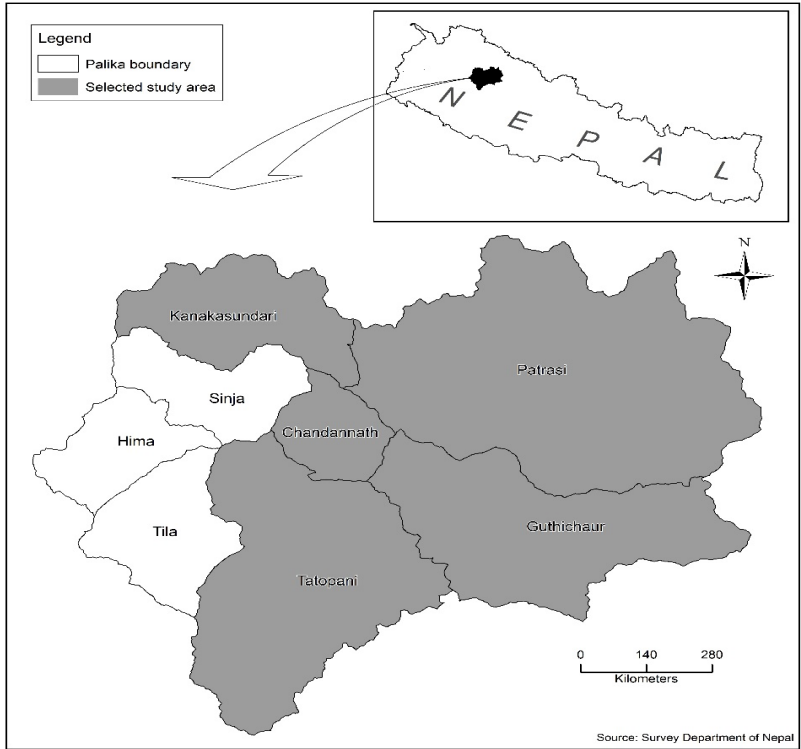 Legend
Palika boundary
Selected study area
N E P A L
N
Kanakasundari
Patrasi
Sinja
Chandannath
Hima
Guthichaur
Tila
Tatopani
0 140 280
Kilometers
Source: Survey Department of Nepal